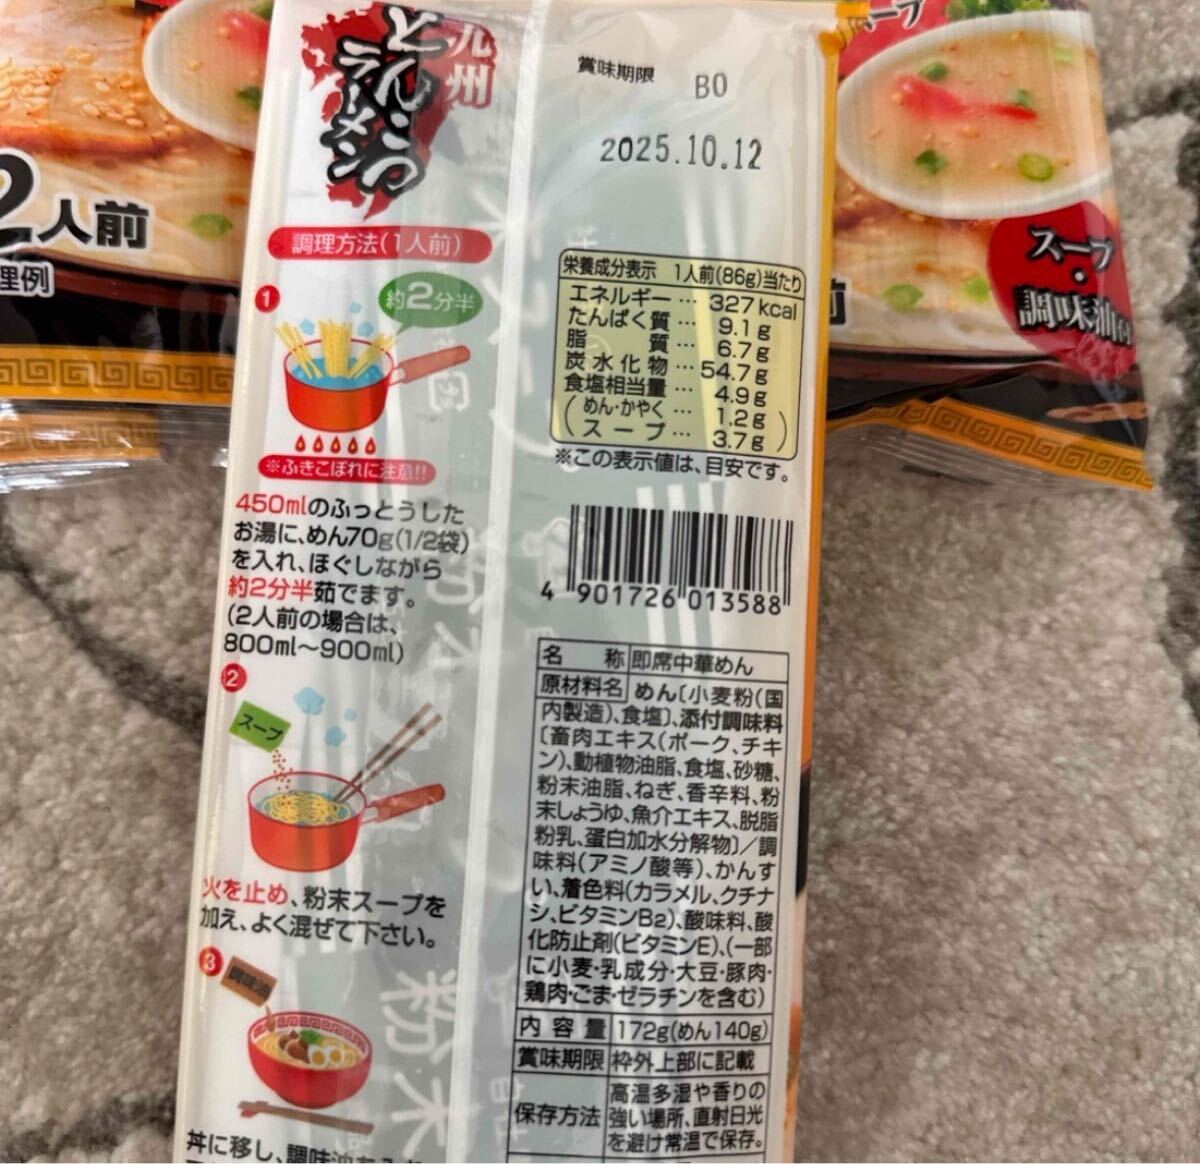 九州
とんこつ
ラーメン
調理方法(1人前)
1
約2分半
※ふきこぼれに注意!!
450mlのふっとうした
お湯に、めん70g(1/2袋)
を入れ、ほぐしながら
約2分半茹でます。
(2人前の場合は、
800ml〜900ml)
2
スープ
火を止め、粉末スープを
加え、よく混ぜて下さい。
3
調味油
丼に移し、調味油を入れ
賞味期限 BO
2025.10.12
栄養成分表示 1人前(86g)当たり
エネルギー… 327kcal
たんぱく質… 9.1g
脂質… 6.7g
炭水化物…54.7g
食塩相当量… 4.9g
(めん・かやく… 1.2g
スープ… 3.7g)
※この表示値は、目安です。
4 901726 013588
名称 即席中華めん
原材料名 めん〔小麦粉(国
内製造)、食塩〕、添付調味料
〔畜肉エキス(ポーク、チキ
ン)、動植物油脂、食塩、砂糖、
粉末油脂、ねぎ、香辛料、粉
末しょうゆ、魚介エキス、脱脂
粉乳、蛋白加水分解物〕/調
味料(アミノ酸等)、かんす
い、着色料(カラメル、クチナ
シ、ビタミンB2)、酸味料、酸
化防止剤(ビタミンE)、(一部
に小麦・乳成分・大豆・豚肉・
鶏肉・ごま・ゼラチンを含む)
内容量 172g(めん140g)
賞味期限 枠外上部に記載
保存方法 高温多湿や香りの
強い場所、直射日光
を避け常温で保存。
2人前
理例
スープ
スープ
・
調味油付
前
粉末